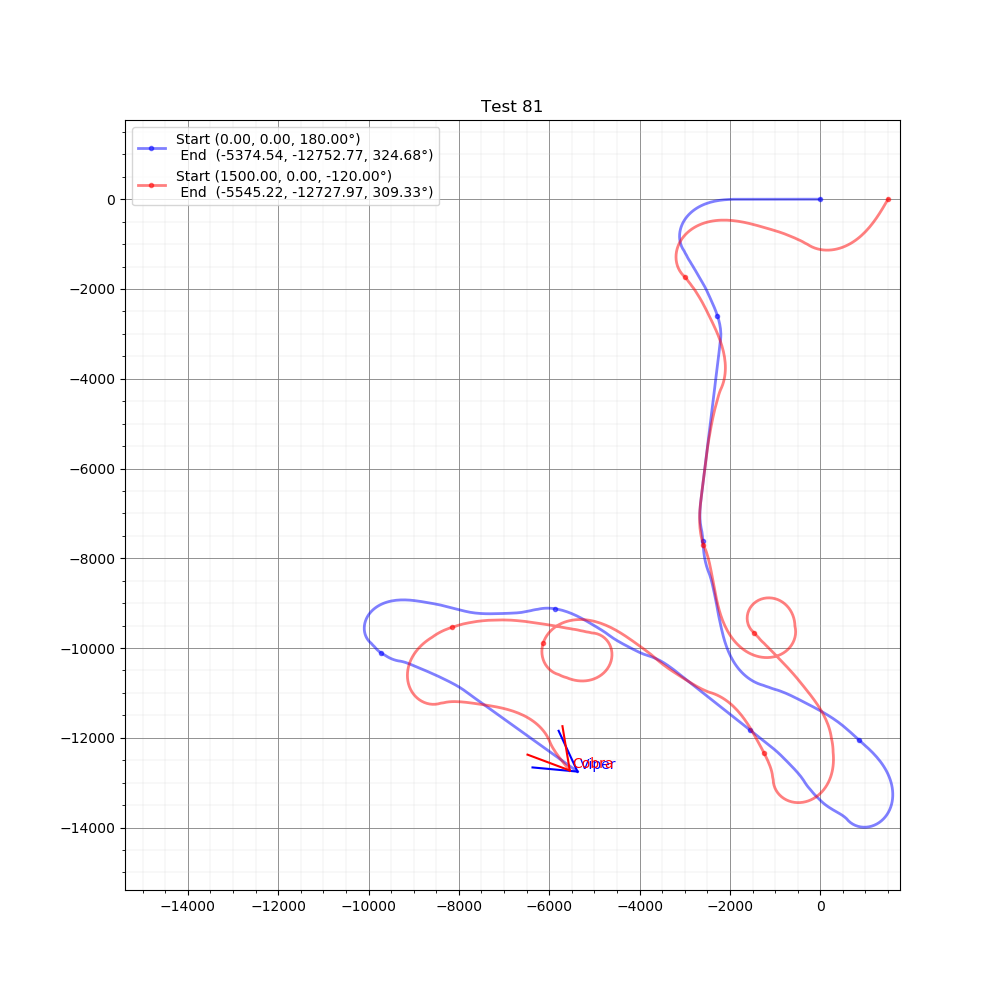 Test 81
Start (0.00, 0.00, 180.00°)
End  (-5374.54, -12752.77, 324.68°)
Start (1500.00, 0.00, -120.00°)
End  (-5545.22, -12727.97, 309.33°)
0
−2000
−4000
−6000
−8000
−10000
−12000
−14000
Cobra
Viper
−14000 −12000 −10000 −8000 −6000 −4000 −2000 0